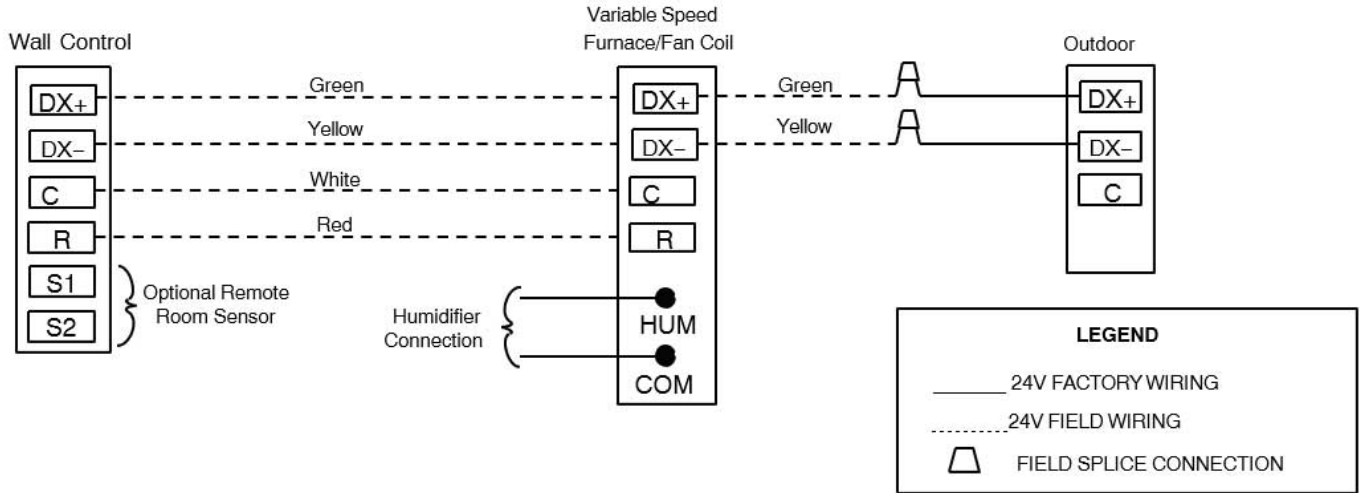 Variable Speed
Wall Control
Furnace/Fan Coil
Outdoor
DX+
Green
DX+
Green
DX+
DX–
Yellow
DX–
Yellow
DX–
C
White
C
C
R
Red
R
S1
Optional Remote
Room Sensor
S2
Humidifier
Connection
HUM
COM
LEGEND
24V FACTORY WIRING
24V FIELD WIRING
FIELD SPLICE CONNECTION